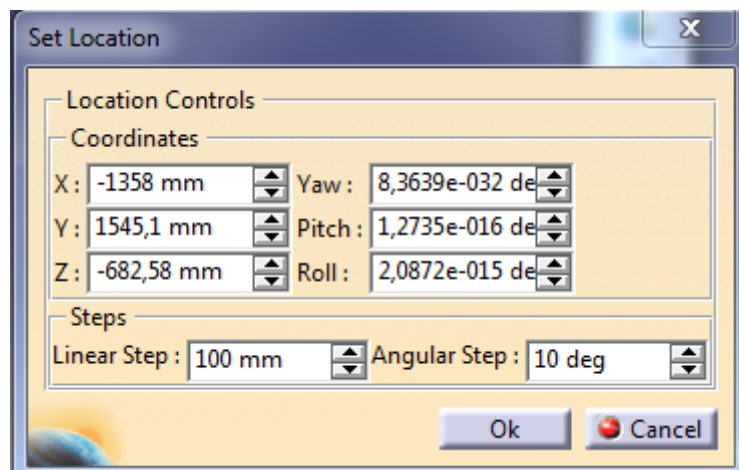 Set Location
Location Controls
Coordinates
X : -1358 mm Yaw : 8,3639e-032 de
Y : 1545,1 mm Pitch : 1,2735e-016 de
Z : -682,58 mm Roll : 2,0872e-015 de
Steps
Linear Step : 100 mm Angular Step : 10 deg
Ok Cancel